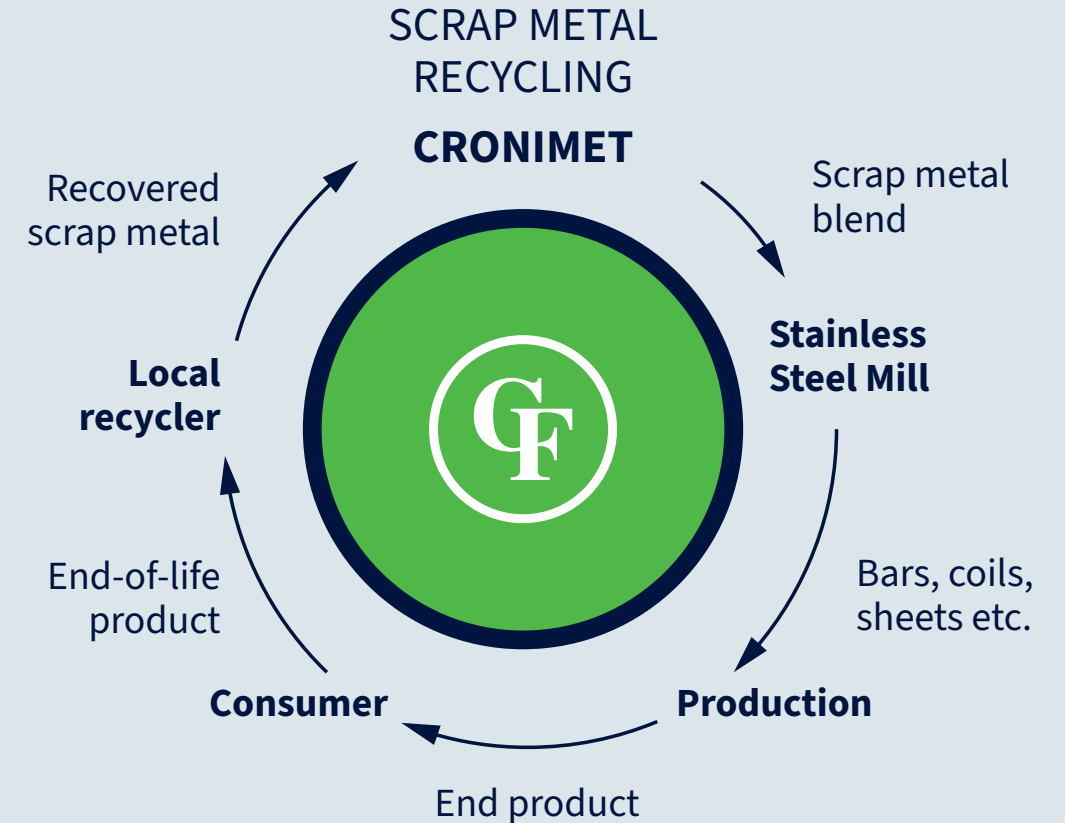 SCRAP METAL
RECYCLING
CRONIMET
Scrap metal
blend
Stainless
Steel Mill
Bars, coils,
sheets etc.
Production
End product
Consumer
End-of-life
product
Local
recycler
Recovered
scrap metal
CF